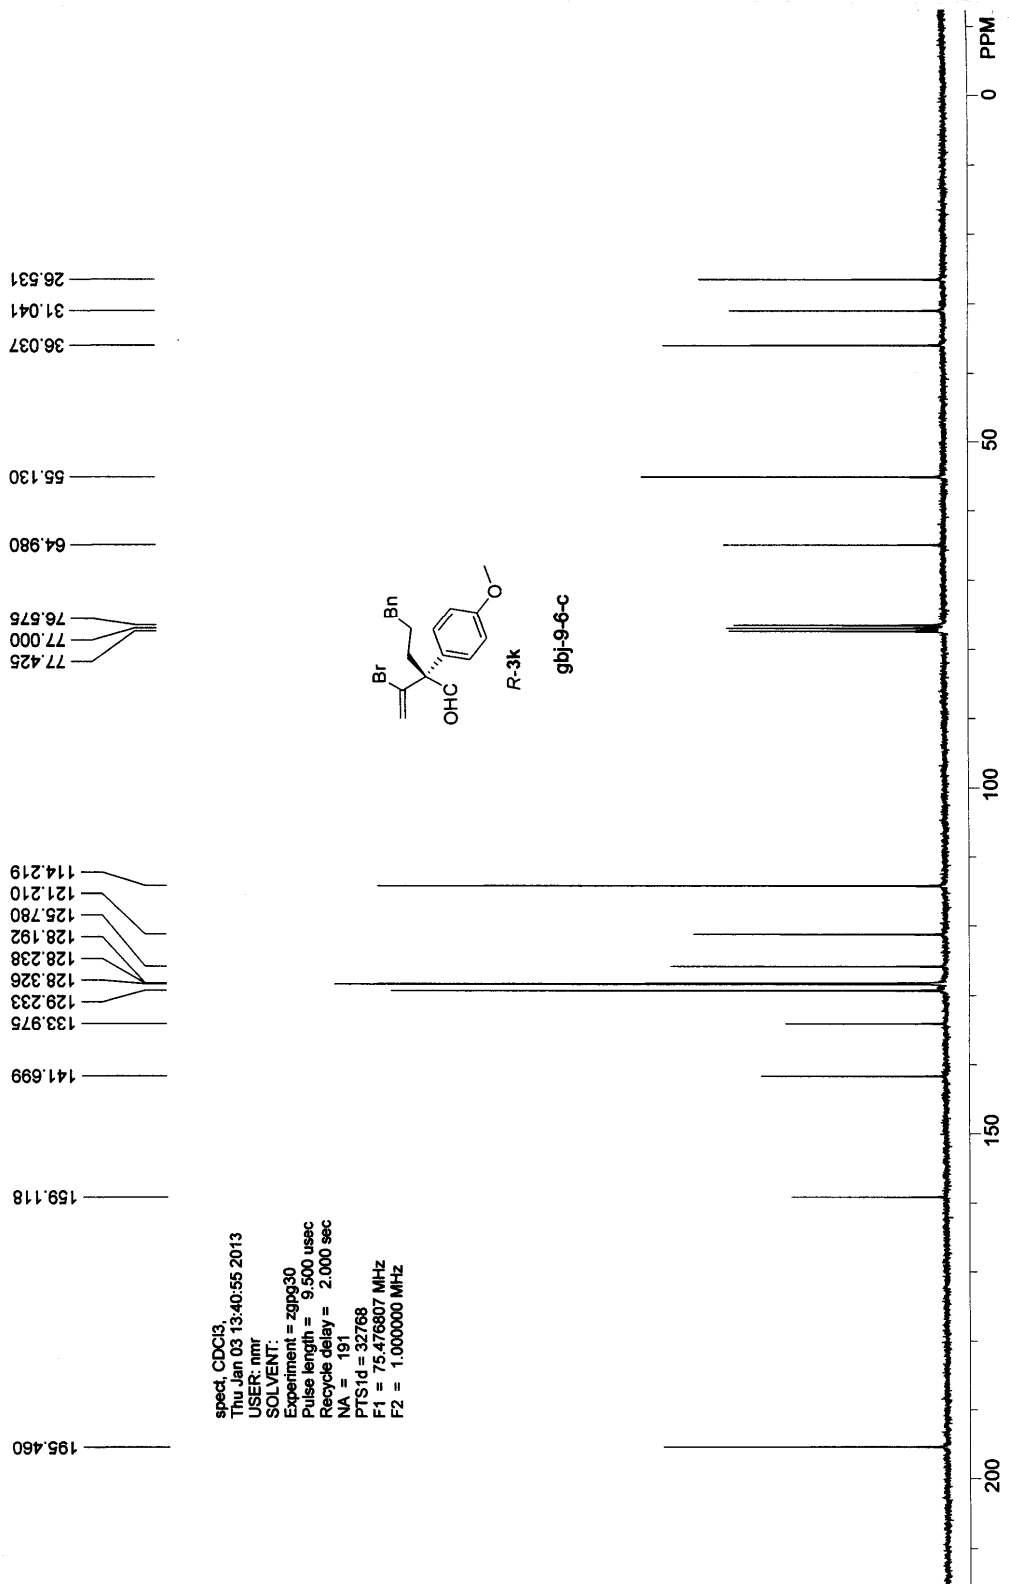 195.460
159.118
141.699
133.975
129.233
128.326
128.238
128.192
125.780
121.210
114.219
77.425
77.000
76.575
64.980
55.130
36.037
31.041
26.531
spect, CDCl3,
Thu Jan 03 13:40:55 2013
USER: nmr
SOLVENT:
Experiment = zgpg30
Pulse length = 9.500 usec
Recycle delay = 2.000 sec
NA = 191
PTS1d = 32768
F1 = 75.476807 MHz
F2 = 1.000000 MHz
Br
Bn
OHC
O
R-3k
gbj-9-6-c
200
150
100
50
0
PPM